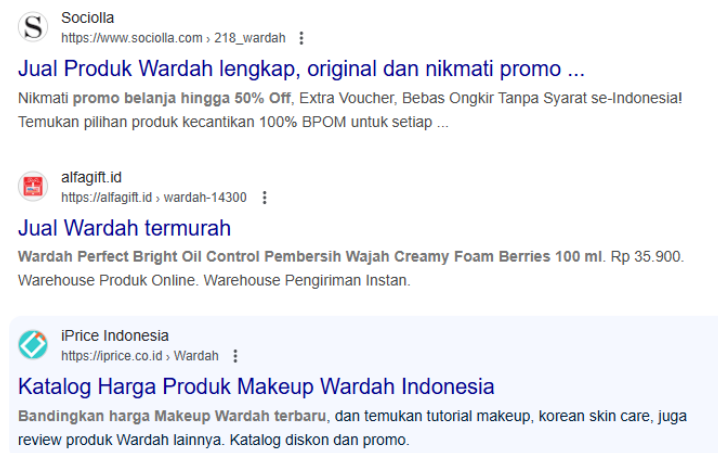 Sociolla
https://www.sociolla.com › 218_wardah
Jual Produk Wardah lengkap, original dan nikmati promo ...
Nikmati promo belanja hingga 50% Off, Extra Voucher, Bebas Ongkir Tanpa Syarat se-Indonesia!
Temukan pilihan produk kecantikan 100% BPOM untuk setiap ...
alfagift.id
https://alfagift.id › wardah-14300
Jual Wardah termurah
Wardah Perfect Bright Oil Control Pembersih Wajah Creamy Foam Berries 100 ml. Rp 35.900.
Warehouse Produk Online. Warehouse Pengiriman Instan.
iPrice Indonesia
https://iprice.co.id › Wardah
Katalog Harga Produk Makeup Wardah Indonesia
Bandingkan harga Makeup Wardah terbaru, dan temukan tutorial makeup, korean skin care, juga
review produk Wardah lainnya. Katalog diskon dan promo.